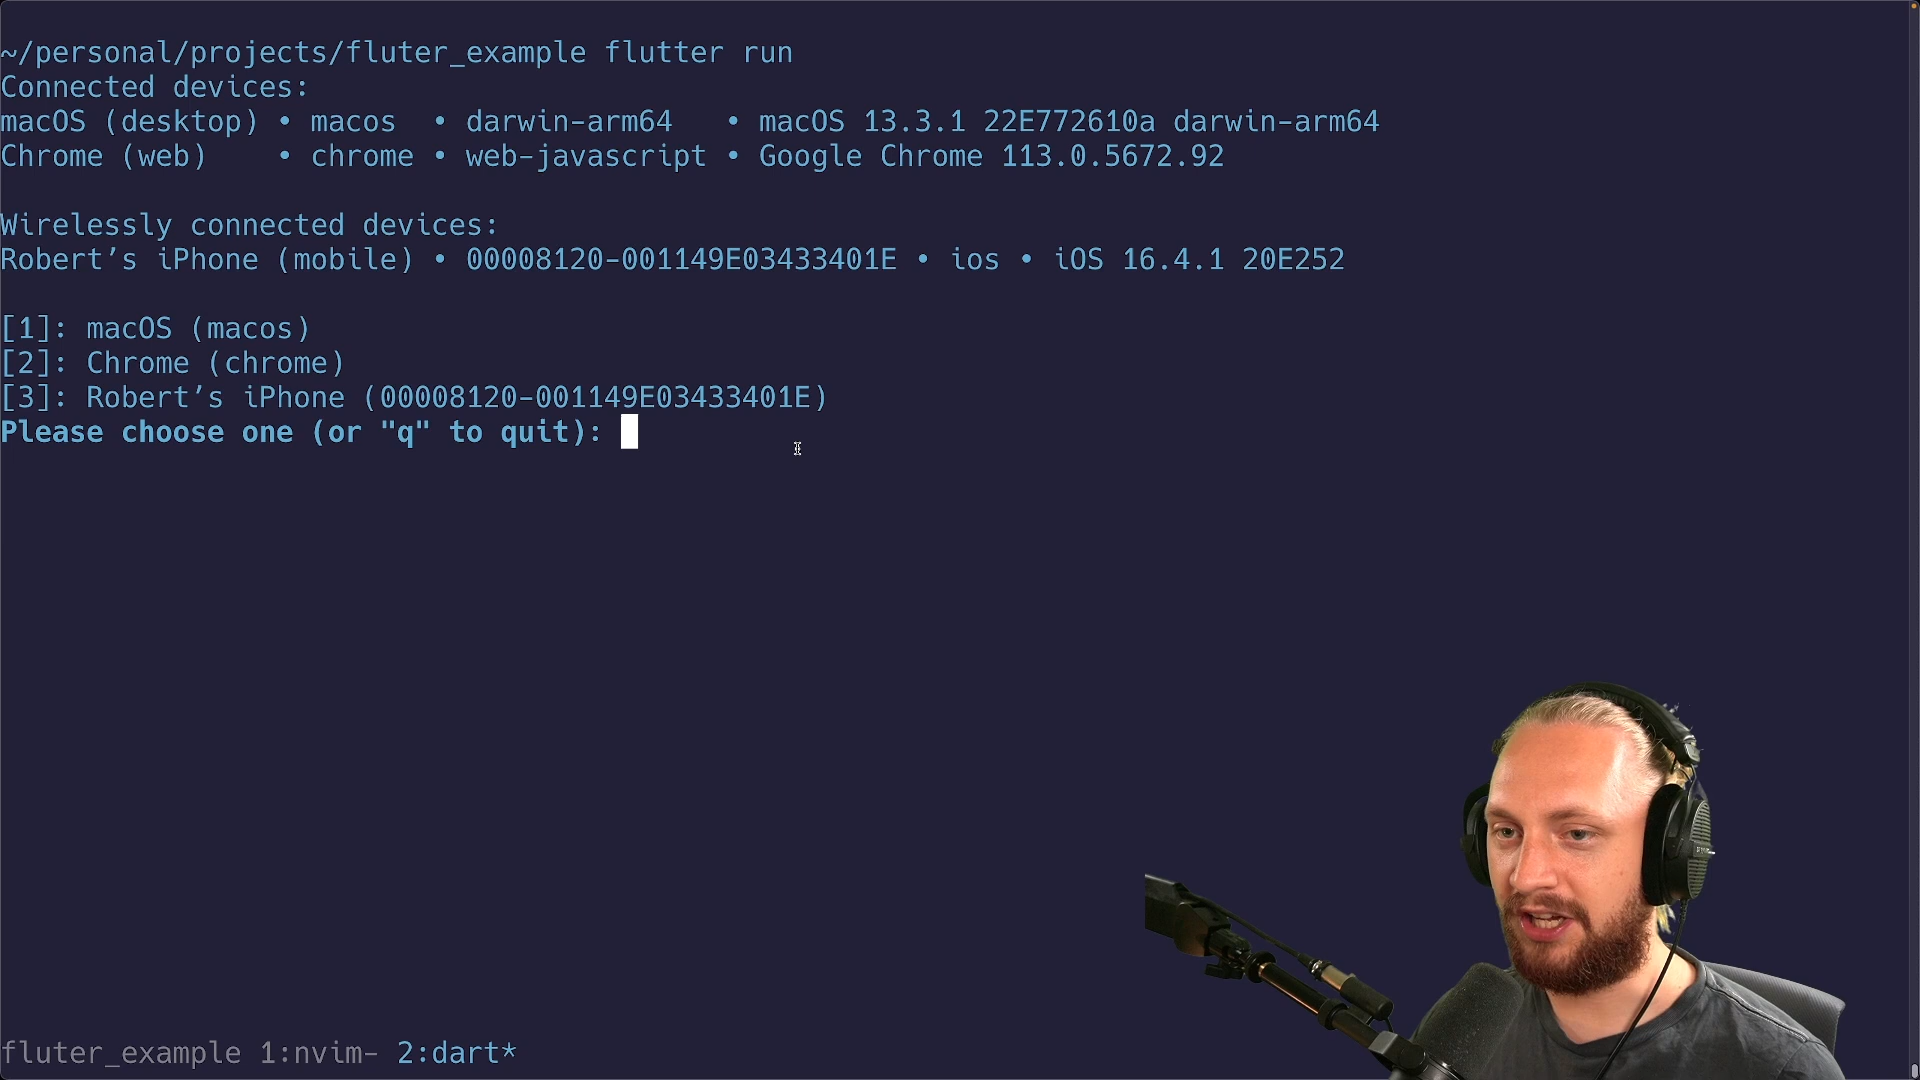 ~/personal/projects/fluter_example flutter run
Connected devices:
macOS (desktop) • macos  • darwin-arm64   • macOS 13.3.1 22E772610a darwin-arm64
Chrome (web)    • chrome • web-javascript • Google Chrome 113.0.5672.92
Wirelessly connected devices:
Robert’s iPhone (mobile) • 00008120-001149E03433401E • ios • iOS 16.4.1 20E252
[1]: macOS (macos)
[2]: Chrome (chrome)
[3]: Robert’s iPhone (00008120-001149E03433401E)
Please choose one (or "q" to quit):
fluter_example 1:nvim- 2:dart*